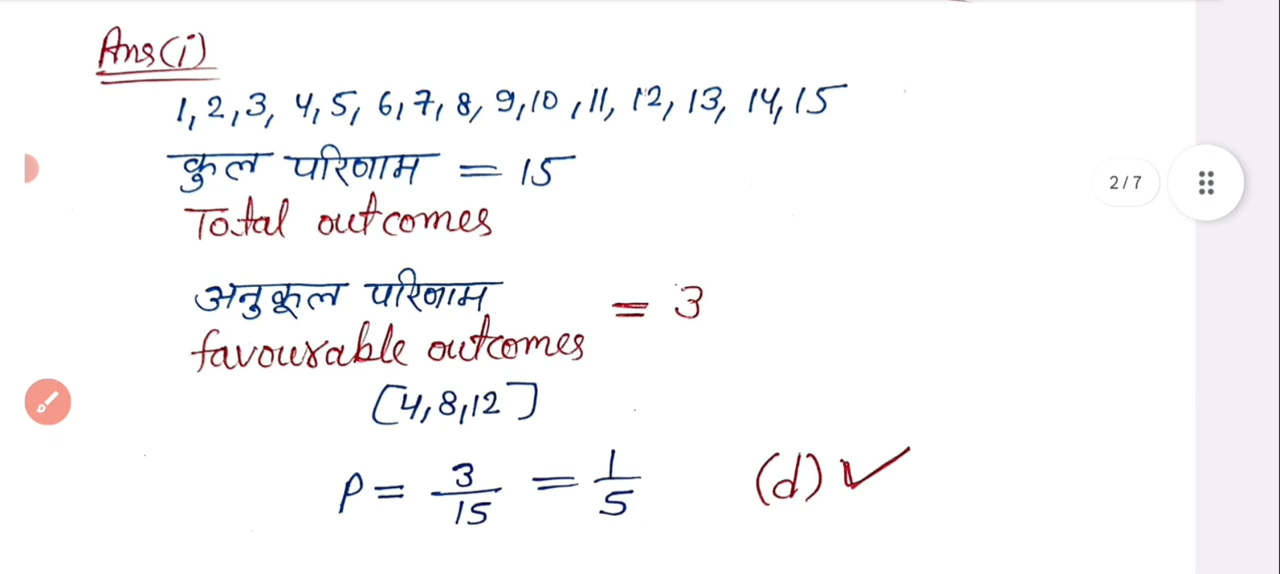 Ans(i)
1, 2, 3, 4, 5, 6, 7, 8, 9, 10, 11, 12, 13, 14, 15
कुल परिणाम = 15
Total outcomes
2/7
अनुकूल परिणाम = 3
favourable outcomes
[4, 8, 12]
P = 3/15 = 1/5 (d) ✓